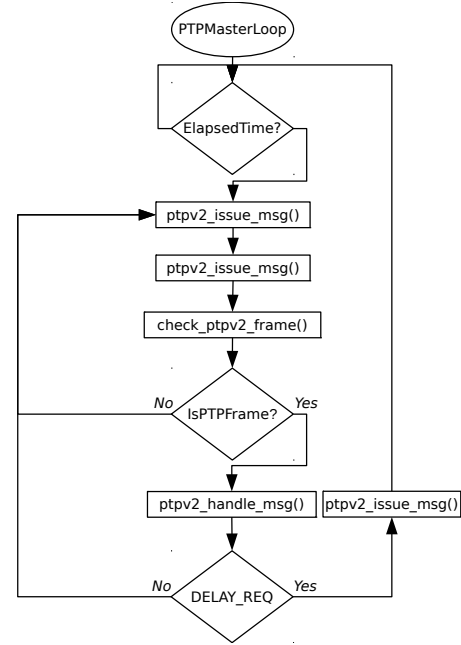 PTPMasterLoop
ElapsedTime?
ptpv2_issue_msg()
ptpv2_issue_msg()
check_ptpv2_frame()
No
Yes
IsPTPFrame?
ptpv2_handle_msg()
ptpv2_issue_msg()
No
Yes
DELAY_REQ